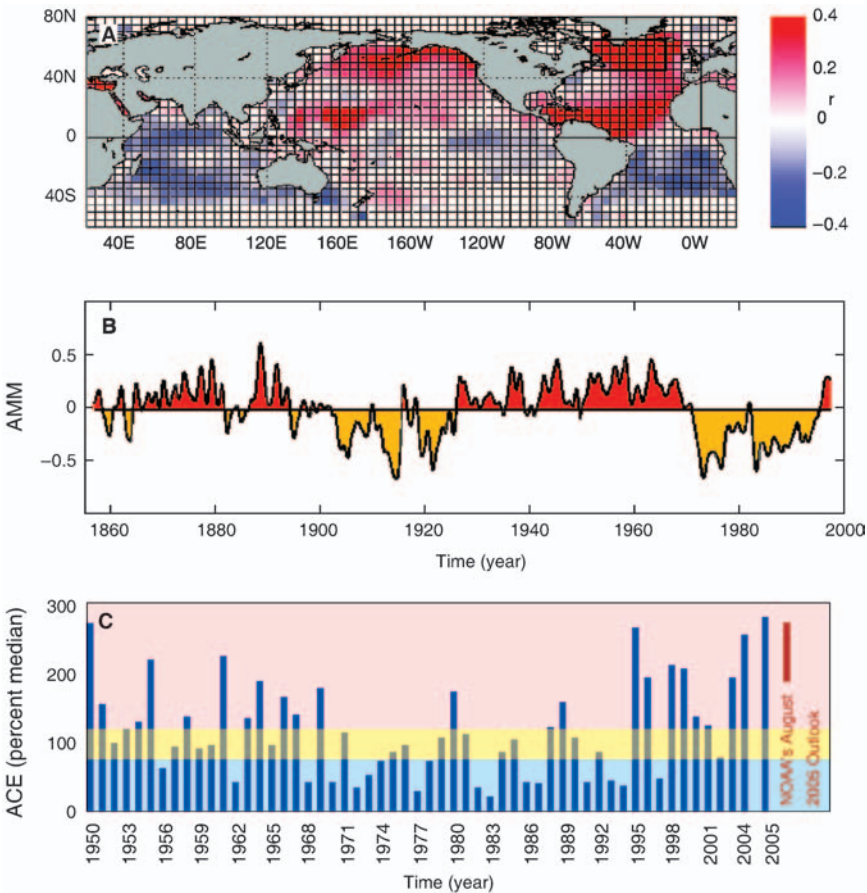 A
80N
40N
0
40S
40E 80E 120E 160E 160W 120W 80W 40W 0W
0.4
0.2
r
0
−0.2
−0.4
B
AMM
0.5
0
−0.5
1860 1880 1900 1920 1940 1960 1980 2000
Time (year)
C
ACE (percent median)
300
200
100
0
NOAA's August
2005 Outlook
1950 1953 1956 1959 1962 1965 1968 1971 1974 1977 1980 1983 1986 1989 1992 1995 1998 2001 2004 2005
Time (year)